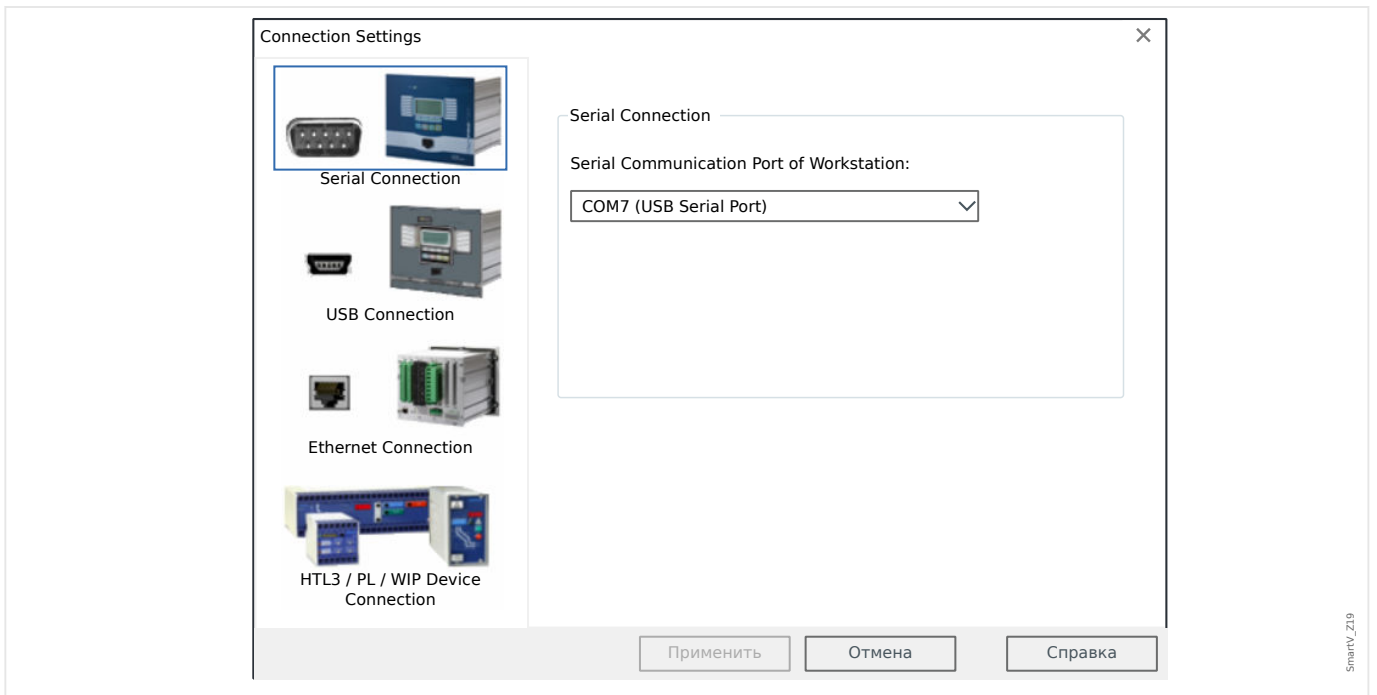 Connection Settings
Serial Connection
USB Connection
Ethernet Connection
HTL3 / PL / WIP Device
Connection
Serial Connection
Serial Communication Port of Workstation:
COM7 (USB Serial Port)
Применить
Отмена
Справка
SmartV_Z19